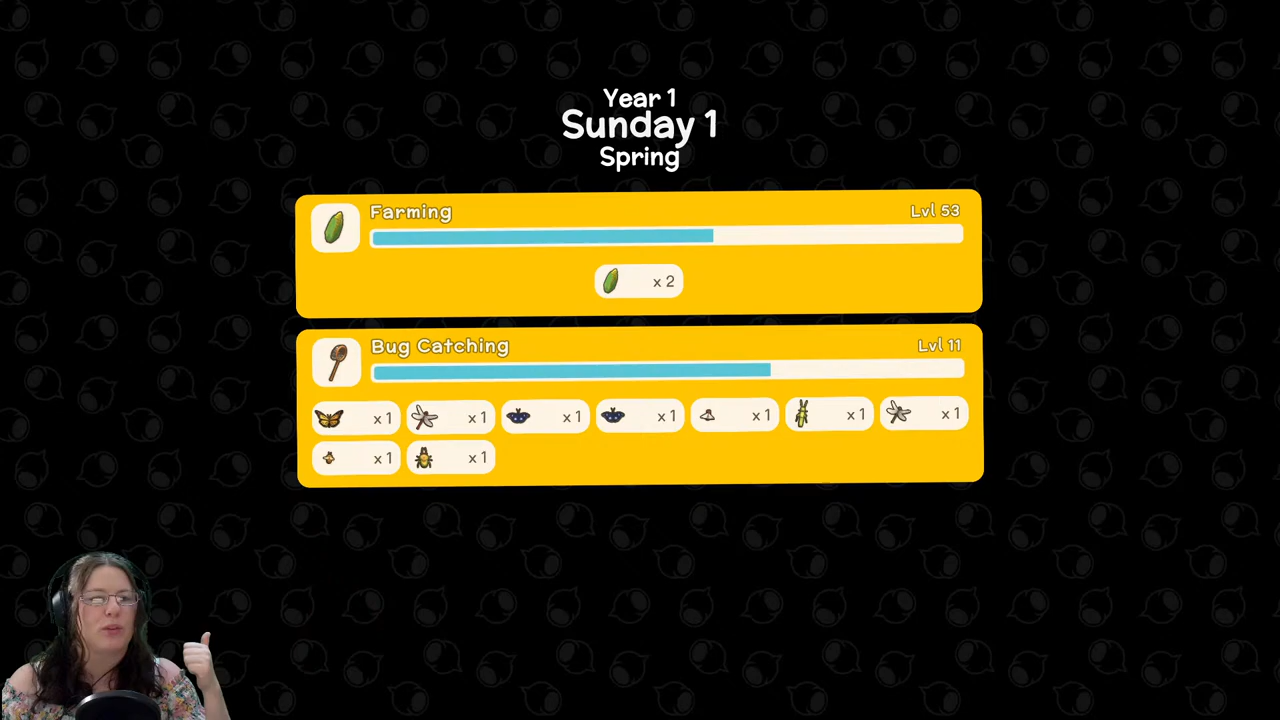 Year 1
Sunday 1
Spring
Farming Lvl 53
x 2
Bug Catching Lvl 11
x 1 x 1 x 1 x 1 x 1 x 1 x 1
x 1 x 1